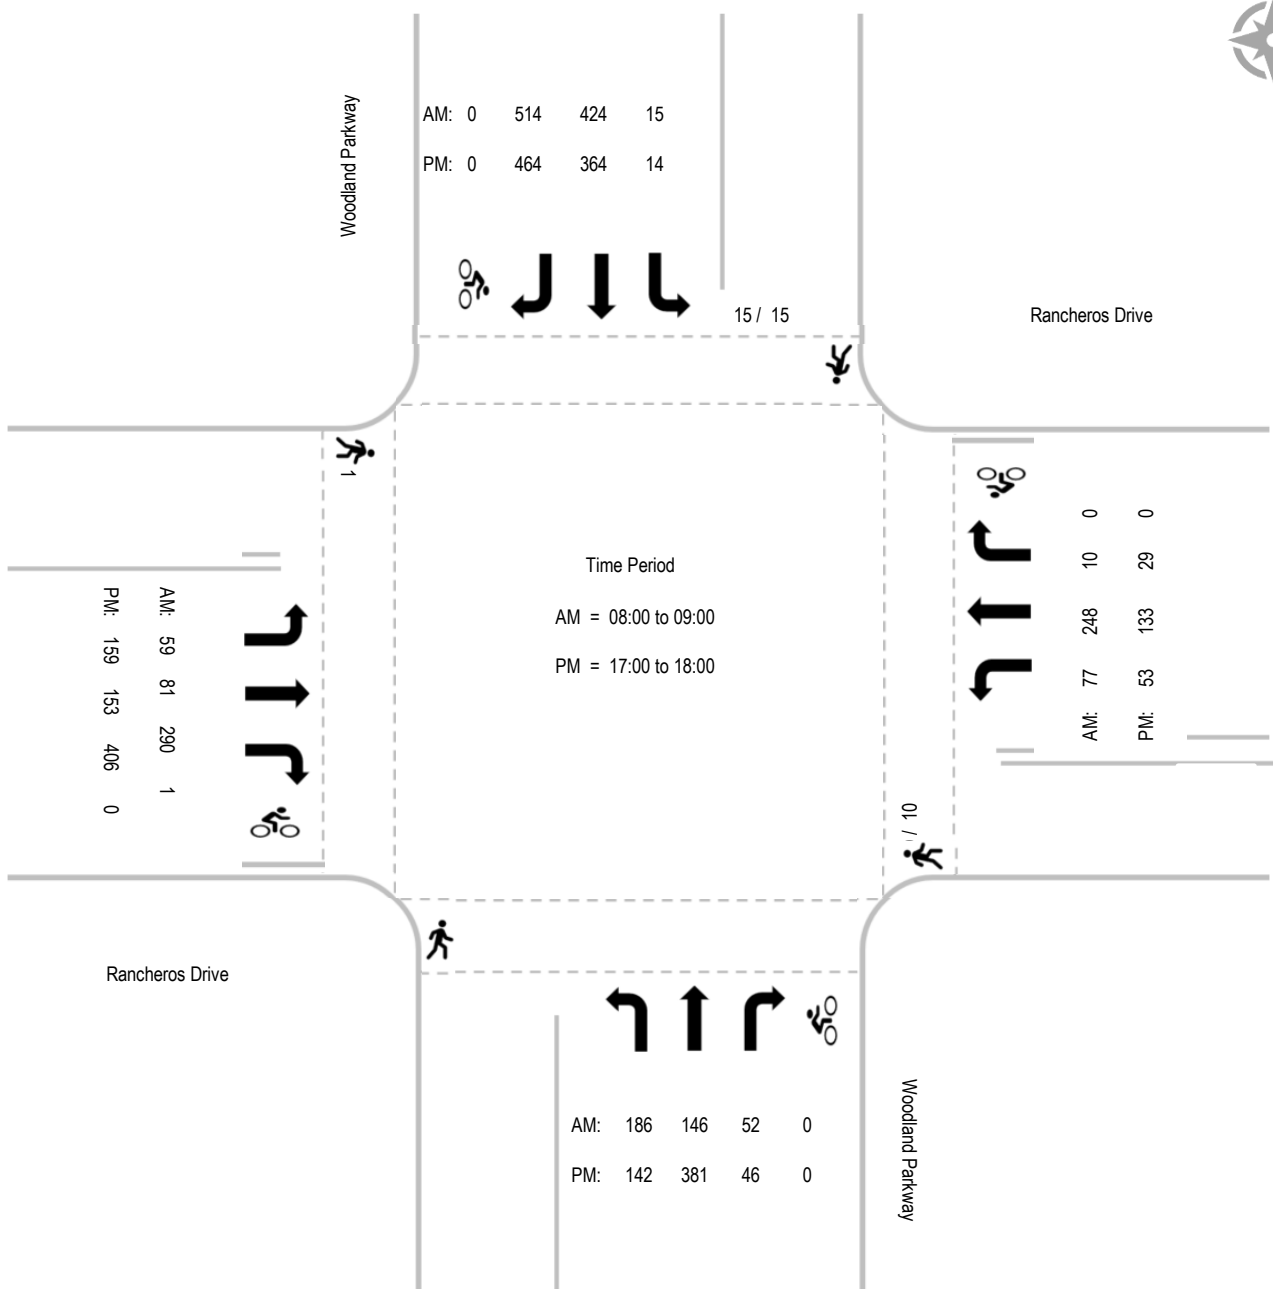 Woodland Parkway
AM: 0 514 424 15
PM: 0 464 364 14
15 / 15
Rancheros Drive
1
Time Period
AM = 08:00 to 09:00
PM = 17:00 to 18:00
AM: 59 81 290 1
PM: 159 153 406 0
AM: 77 248 10 0
PM: 53 133 29 0
/ 10
Rancheros Drive
AM: 186 146 52 0
PM: 142 381 46 0
Woodland Parkway